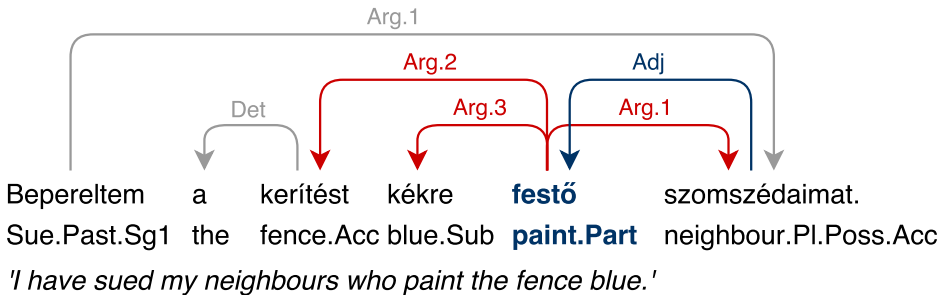 Arg.1
Arg.2 Adj
Det Arg.3 Arg.1
Bepereltem a kerítést kékre festő szomszédaimat.
Sue.Past.Sg1 the fence.Acc blue.Sub paint.Part neighbour.Pl.Poss.Acc
'I have sued my neighbours who paint the fence blue.'